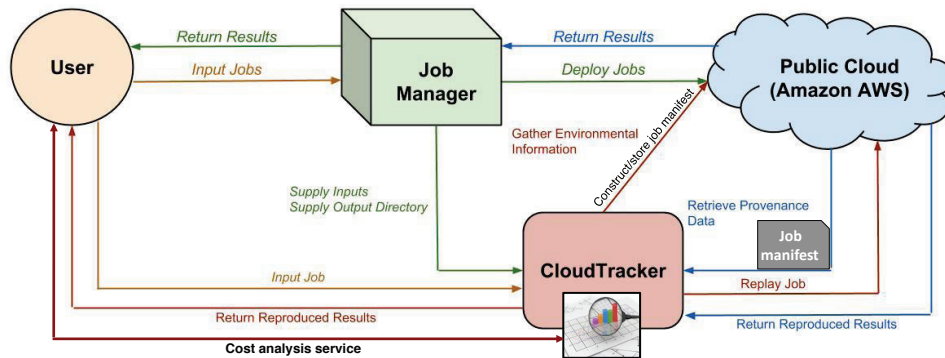 Return Results
Return Results
User
Input Jobs
Job
Manager
Deploy Jobs
Public Cloud
(Amazon AWS)
Gather Environmental
Information
Construct/store job manifest
Supply Inputs
Supply Output Directory
Retrieve Provenance
Data
Job
manifest
CloudTracker
Input Job
Replay Job
Return Reproduced Results
Return Reproduced Results
Cost analysis service